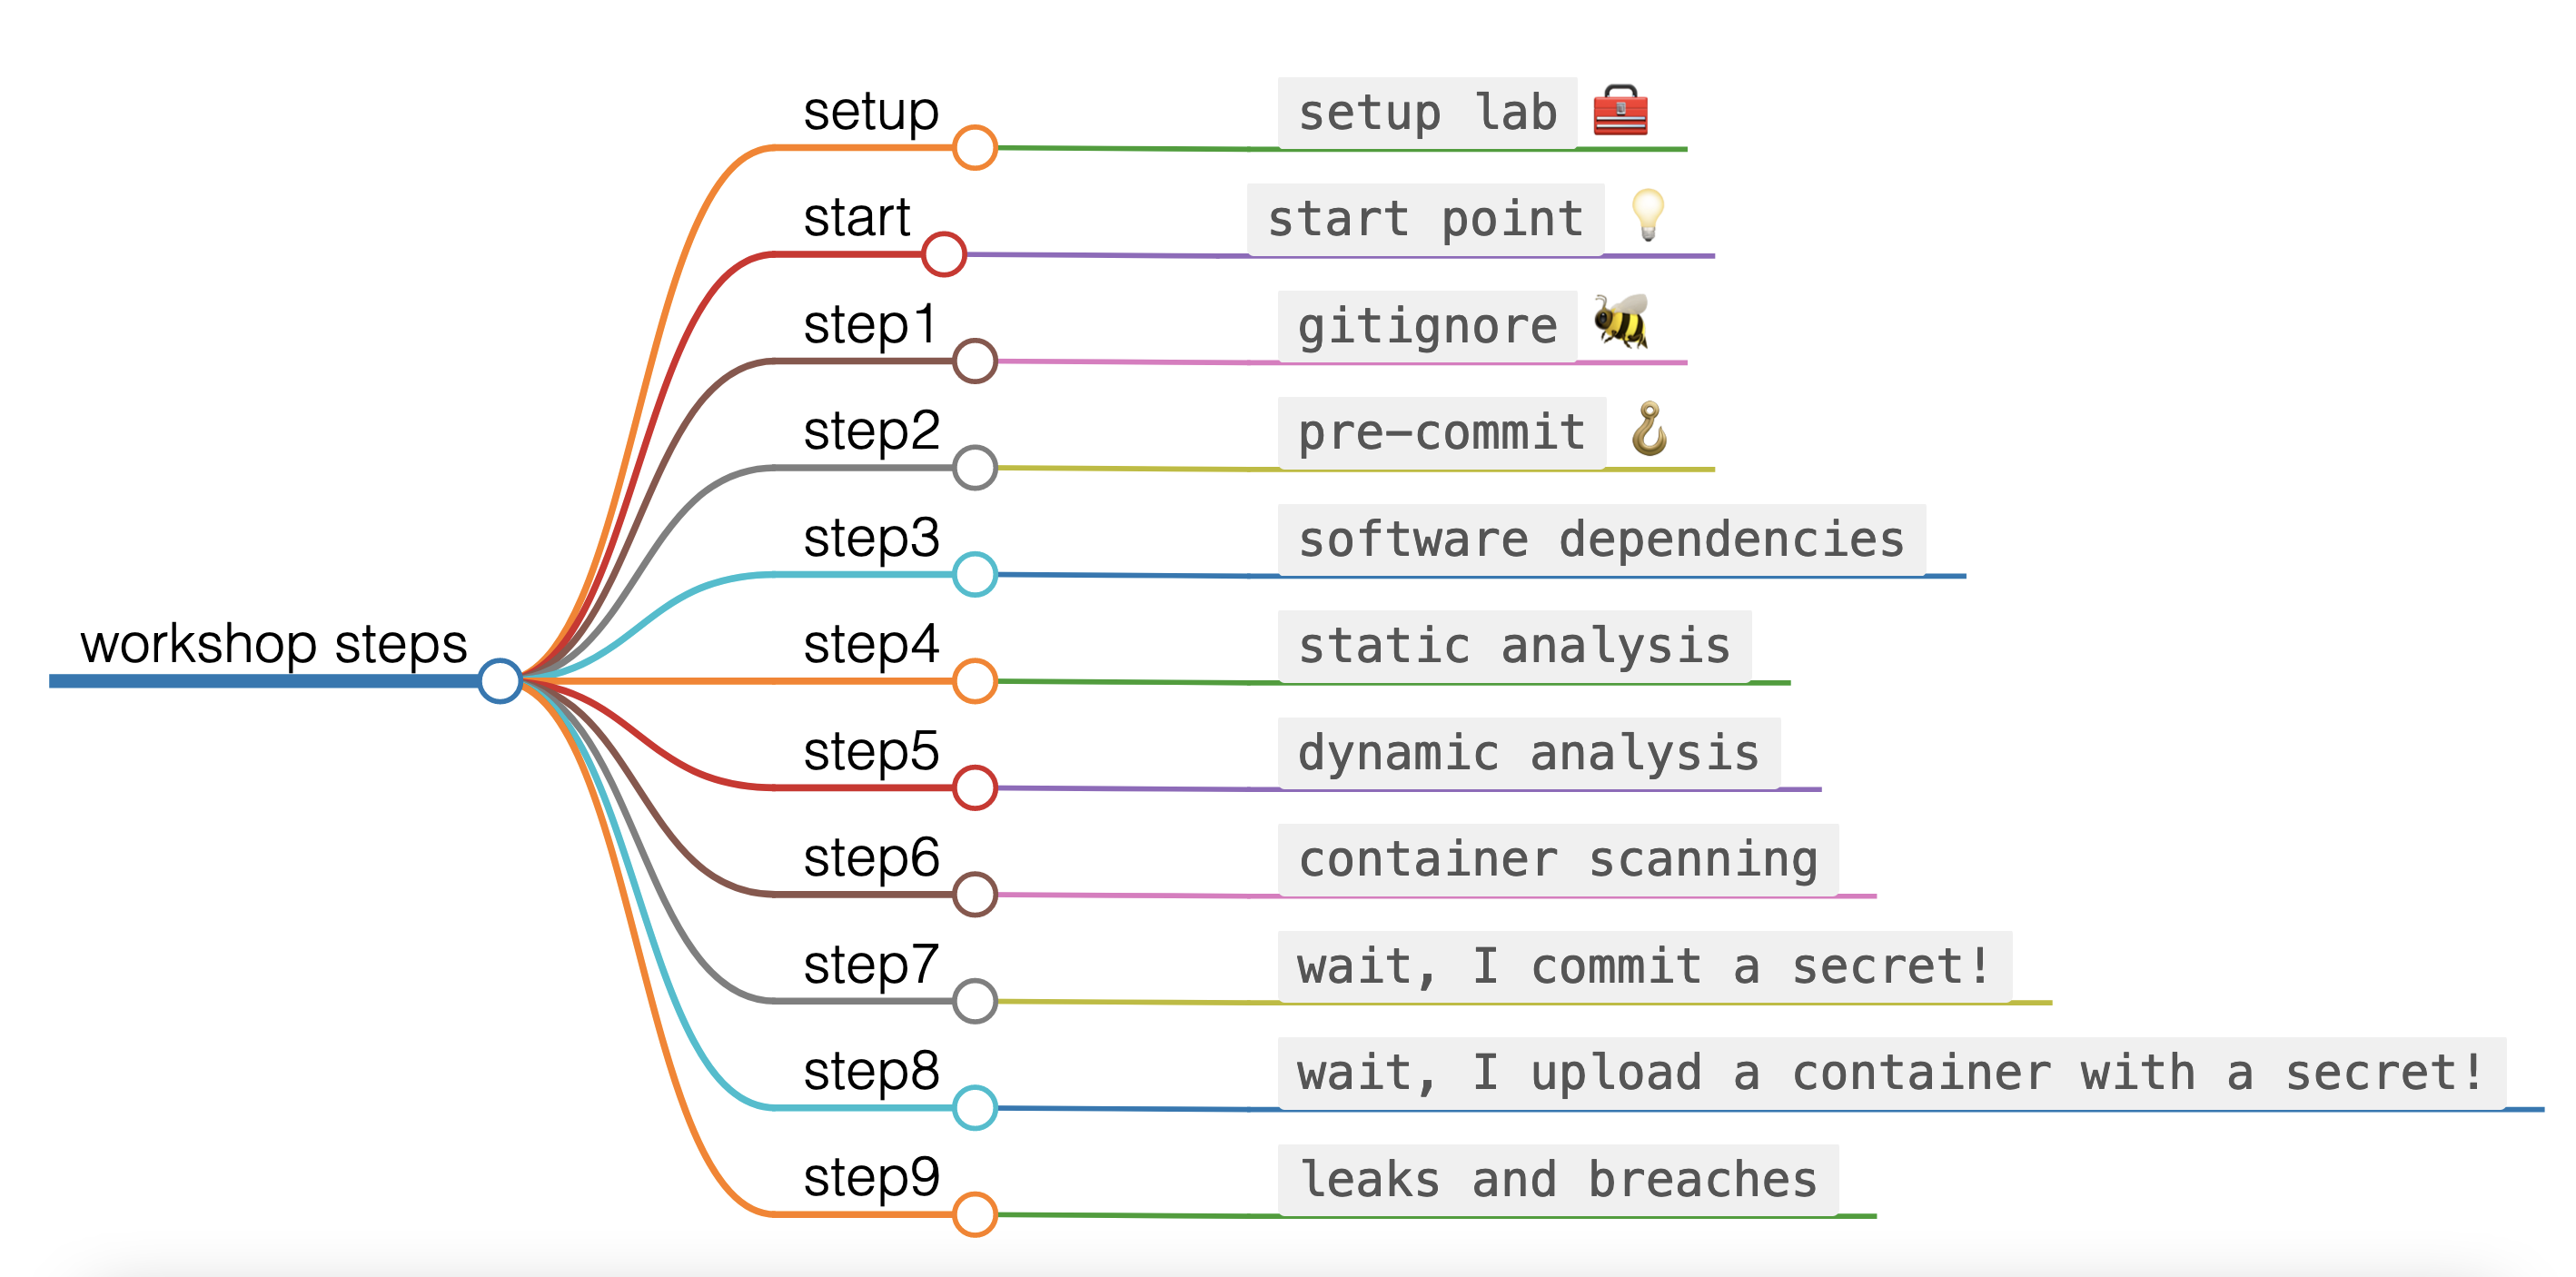 setup
setup lab 🧰
start
start point 💡
step1
gitignore 🐝
step2
pre-commit 🪝
step3
software dependencies
workshop steps
step4
static analysis
step5
dynamic analysis
step6
container scanning
step7
wait, I commit a secret!
step8
wait, I upload a container with a secret!
step9
leaks and breaches